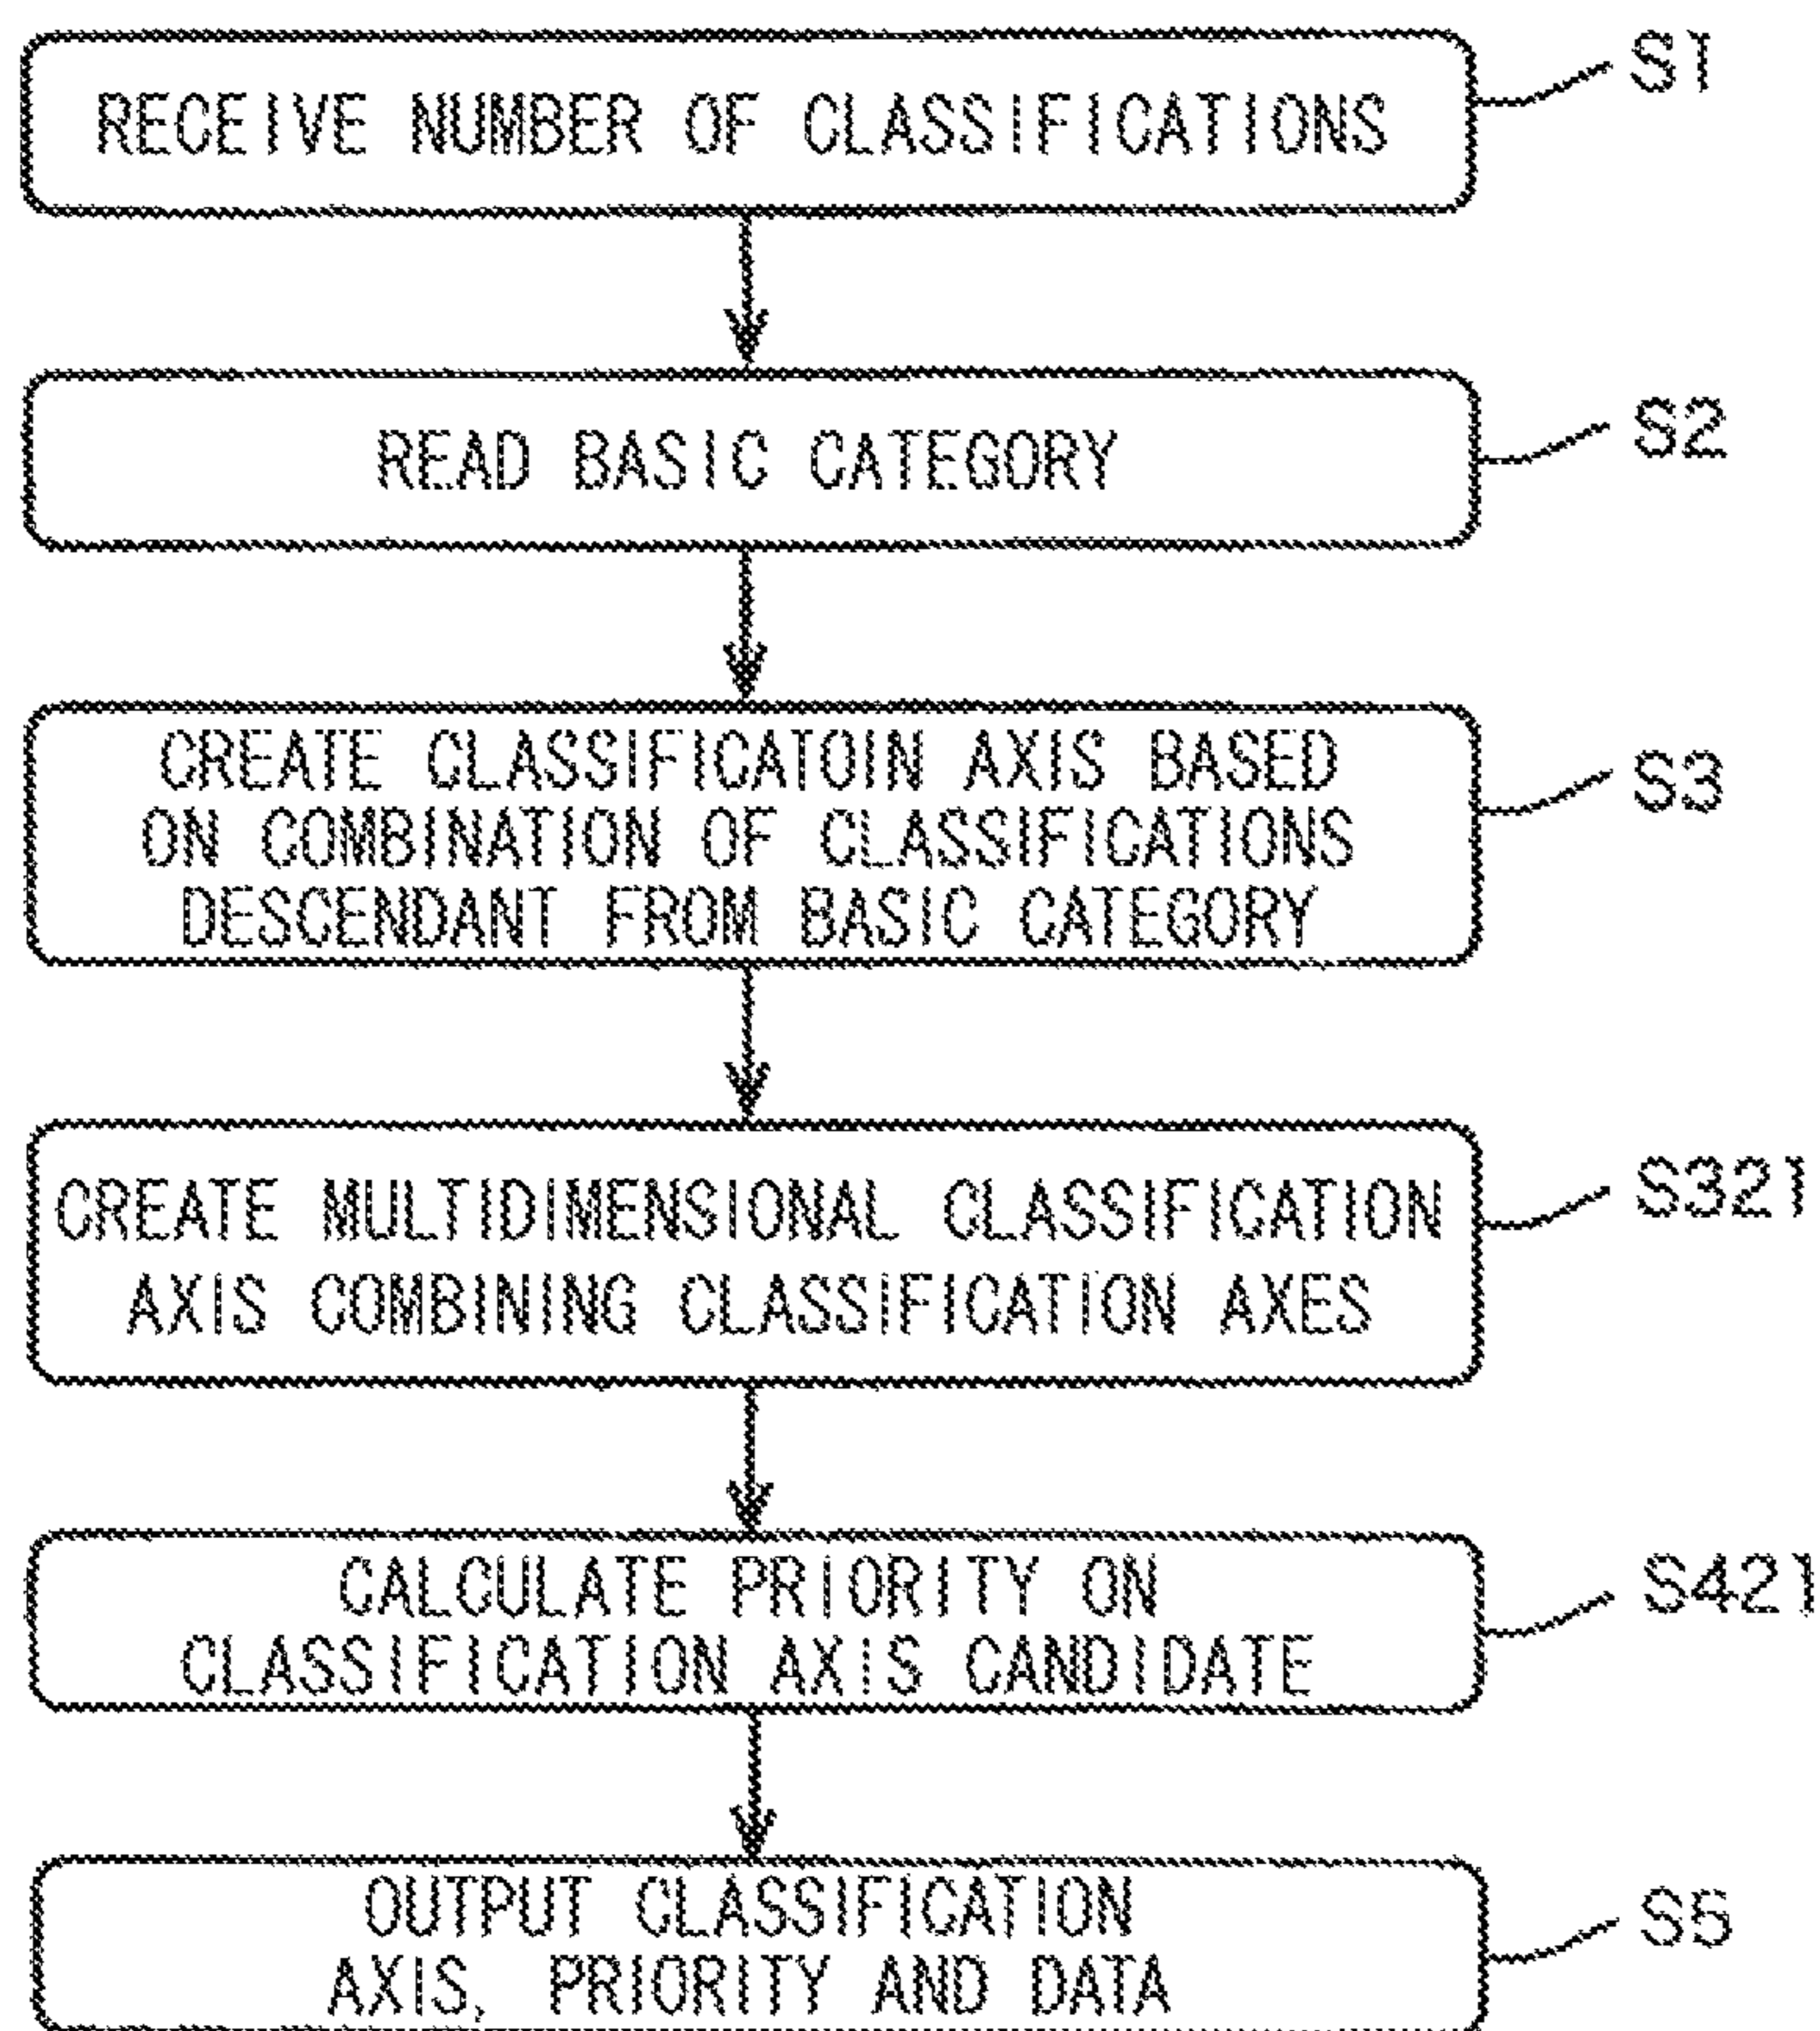 RECEIVE NUMBER OF CLASSIFICATIONS
S1
READ BASIC CATEGORY
S2
CREATE CLASSIFICATOIN AXIS BASED
ON COMBINATION OF CLASSIFICATIONS
DESCENDANT FROM BASIC CATEGORY
S3
CREATE MULTIDIMENSIONAL CLASSIFICATION
AXIS COMBINING CLASSIFICATION AXES
S321
CALCULATE PRIORITY ON
CLASSIFICATION AXIS CANDIDATE
S421
OUTPUT CLASSIFICATION
AXIS, PRIORITY AND DATA
S5